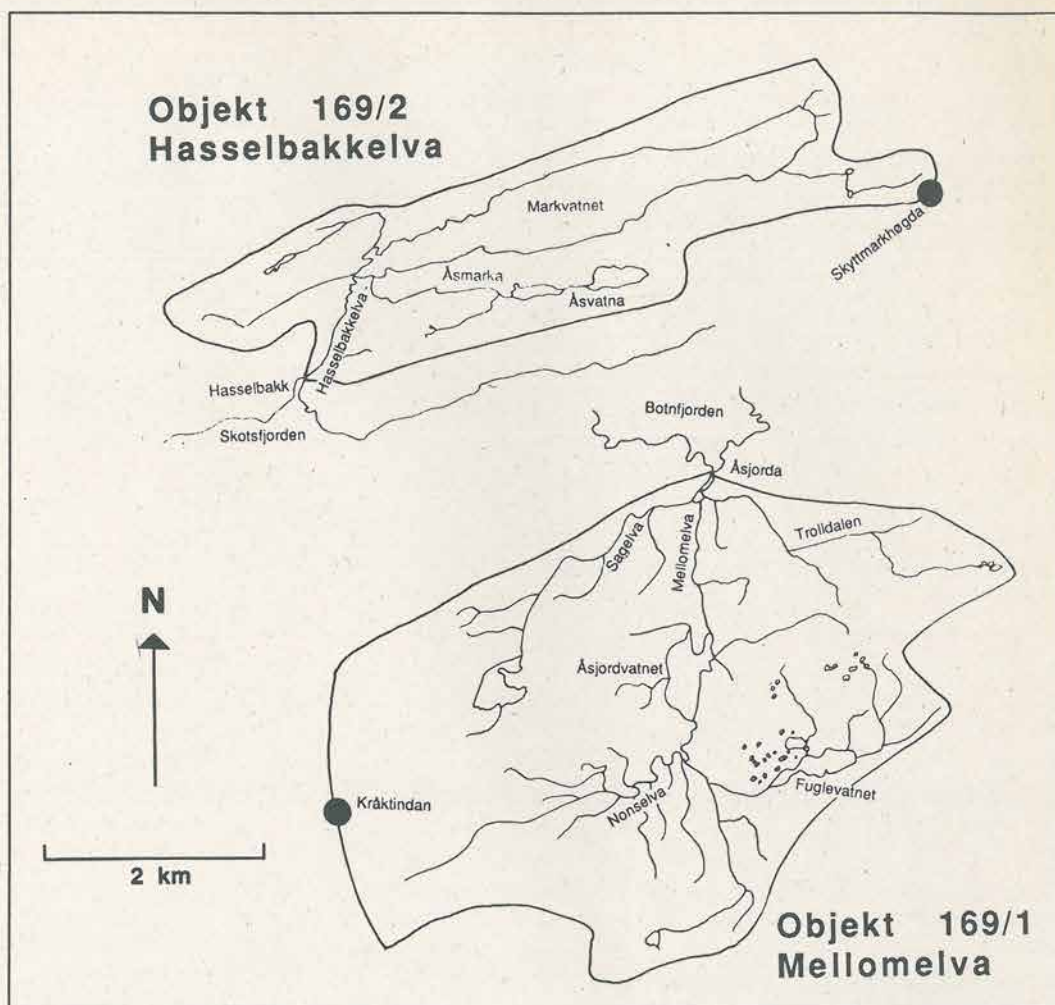 Objekt 169/2
Hasselbakkelva
Markvatnet
Skyttmarkhøgda
Åsmarka
Åsvatna
Hasselbakkelva
Hasselbakk
Skotsfjorden
Botnfjorden
Åsjorda
Trolldalen
Sagelva
Mellomelva
N
Åsjordvatnet
Fuglevatnet
Nonselva
Kråktindan
2 km
Objekt 169/1
Mellomelva